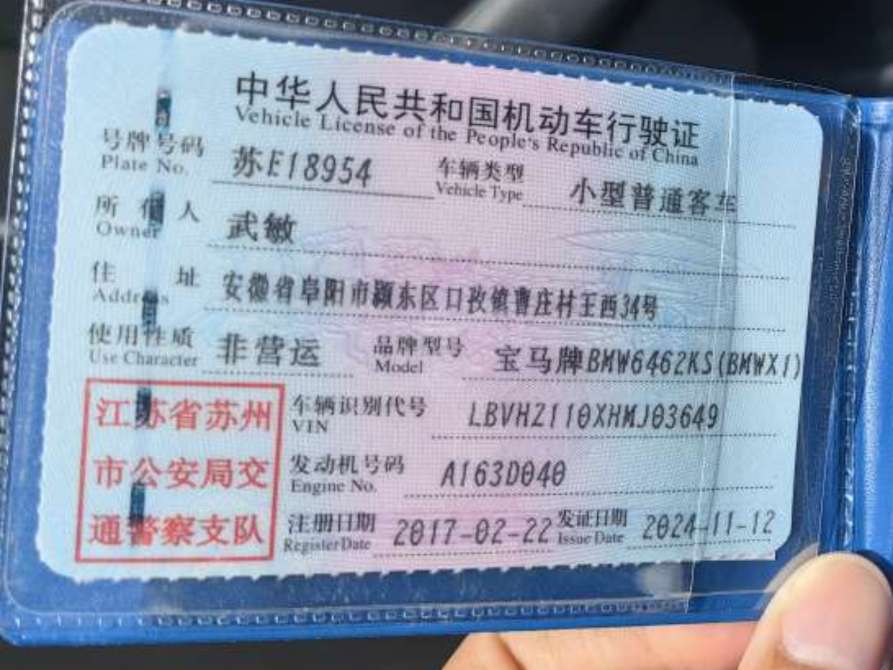 中华人民共和国机动车行驶证
Vehicle License of the People's Republic of China
号牌号码 苏E18954 车辆类型 小型普通客车
Plate No. Vehicle Type
所有人 武敏
Owner
住址 安徽省阜阳市颍东区口孜镇曹庄村王西34号
Address
使用性质 非营运 品牌型号 宝马牌BMW6462KS(BMWX1)
Use Character Model
江苏省苏州 车辆识别代号 LBVHZ110XHMJ03649
VIN
市公安局交 发动机号码 A163D040
Engine No.
通警察支队 注册日期 2017-02-22 发证日期 2024-11-12
Register Date Issue Date